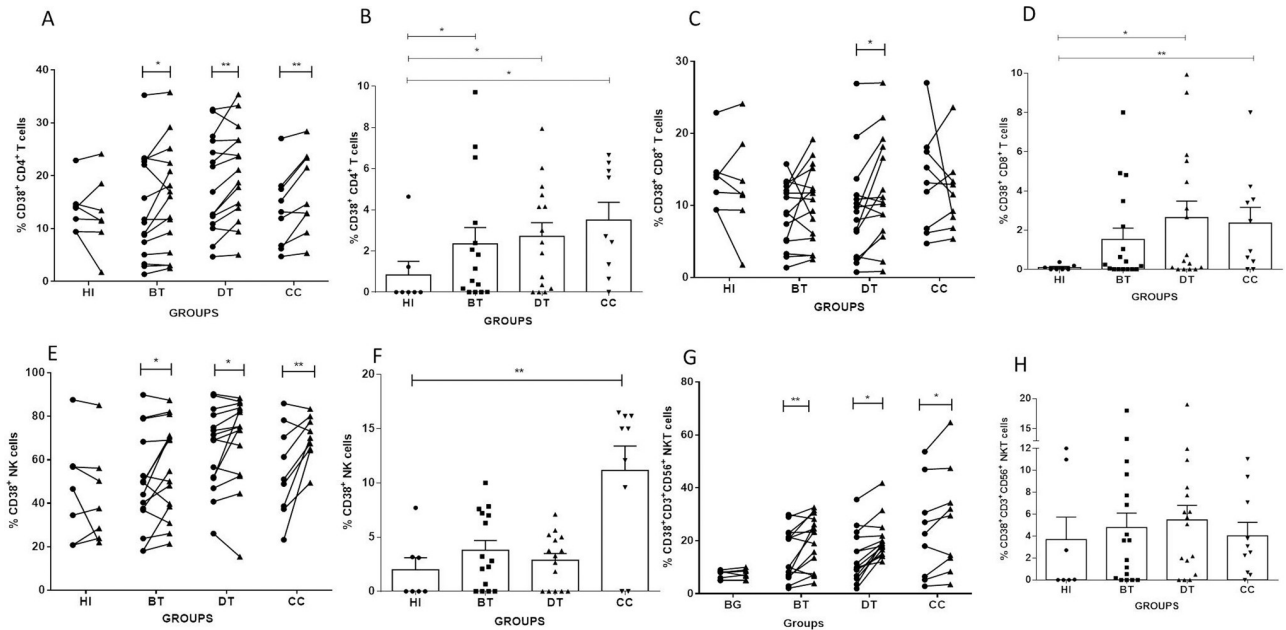 A
% CD38+ CD4+ T cells
40
30
20
10
0
*
**
**
HI
BT
DT
CC
GROUPS
B
% CD38+ CD4+ T cells
10
8
6
4
2
0
*
*
*
HI
BT
DT
CC
GROUPS
C
% CD38+ CD8+ T cells
30
20
10
0
*
HI
BT
DT
CC
GROUPS
D
% CD38+ CD8+ T cells
10
8
6
4
2
0
*
**
HI
BT
DT
CC
GROUPS
E
% CD38+ NK cells
100
80
60
40
20
0
*
*
**
HI
BT
DT
CC
GROUPS
F
% CD38+ NK cells
20
15
10
5
0
**
HI
BT
DT
CC
GROUPS
G
% CD38+CD3+CD56+ NKT cells
80
60
40
20
0
**
*
*
BG
BT
DT
CC
Groups
H
% CD38+CD3+CD56+ NKT cells
20
15
10
12
10
8
6
4
2
0
HI
BT
DT
CC
GROUPS